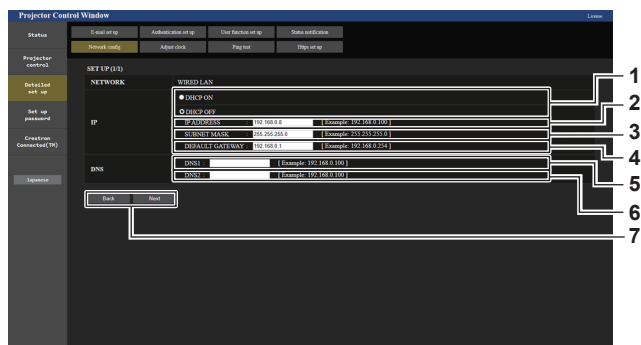 Projector Control Window License
Status
Projector
control
Detailed
set up
Set up
password
Crestron
Connected(TM)
Japanese
E-mail set up Authentication set up User function set up Status notification
Network config Adjust clock Ping test Https set up
SET UP (1/1)
NETWORK WIRED LAN
IP
DHCP ON
DHCP OFF
IP ADDRESS : 192.168.0.8 [ Example: 192.168.0.100 ]
SUBNET MASK : 255.255.255.0 [ Example: 255.255.255.0 ]
DEFAULT GATEWAY : 192.168.0.1 [ Example: 192.168.0.254 ]
DNS
DNS1 : [ Example: 192.168.0.100 ]
DNS2 : [ Example: 192.168.0.100 ]
Back Next
1
2
3
4
5
6
7